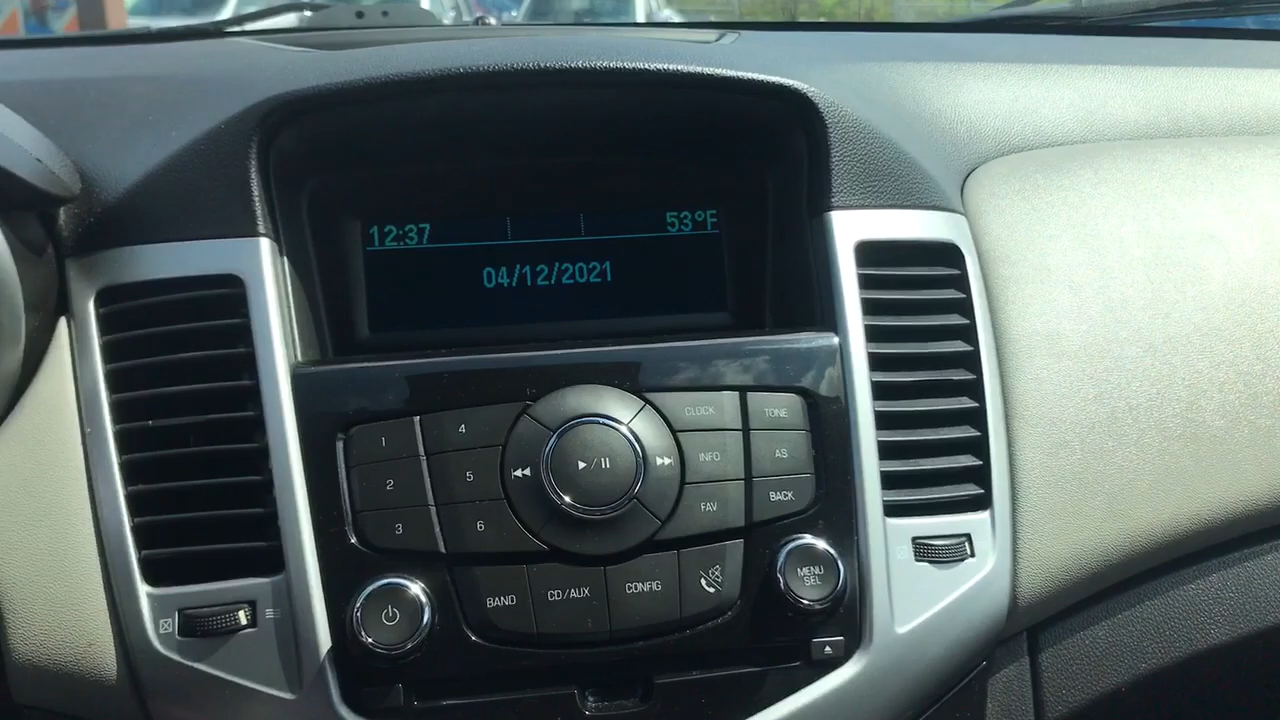 12:37 53°F
04/12/2021
1
2
3
4
5
6
CLOCK
INFO
FAV
TONE
AS
BACK
BAND
CD/AUX
CONFIG
MENU
SEL